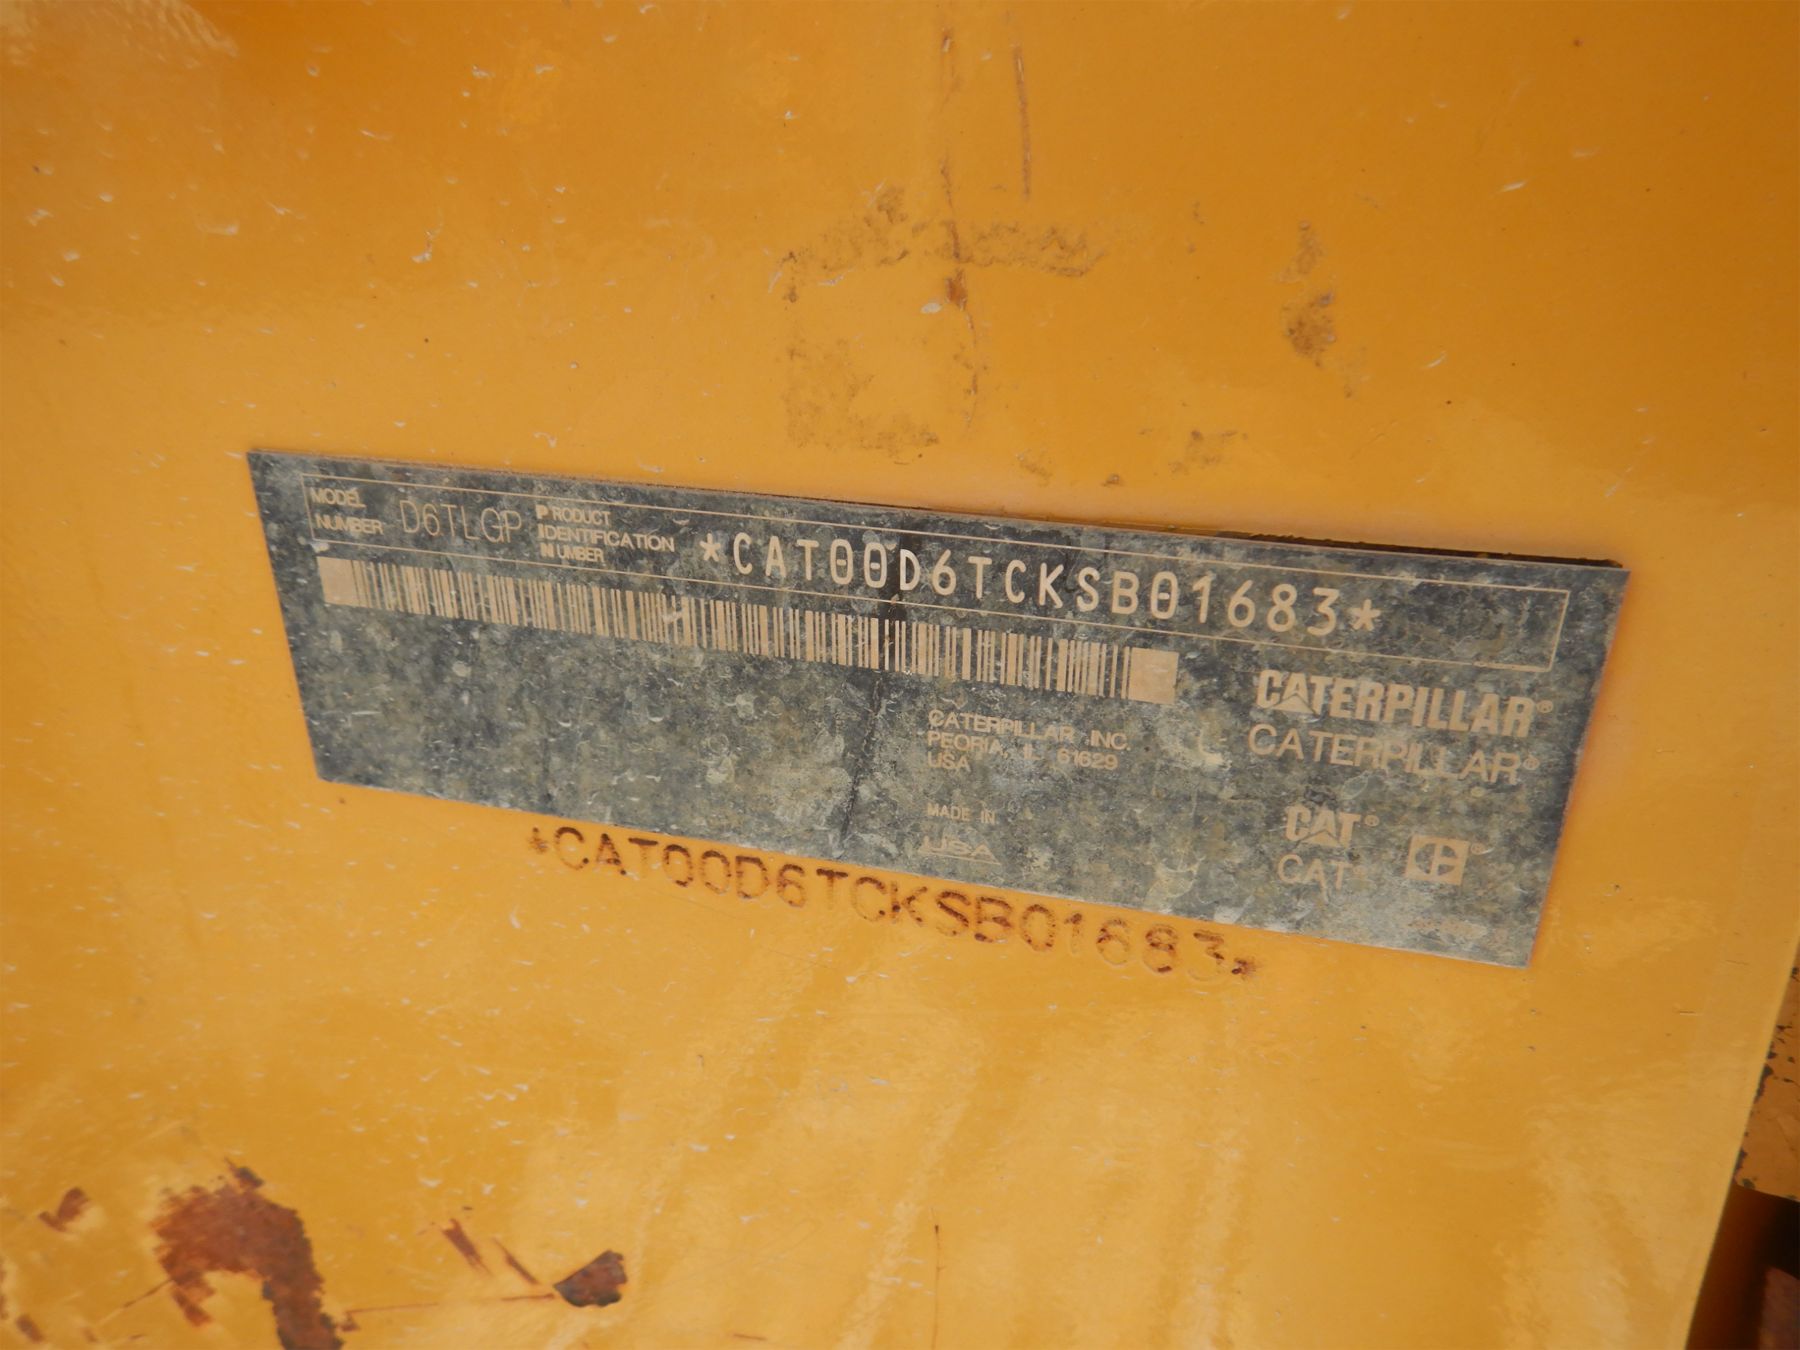 MODEL
NUMBER D6TLGP
PRODUCT
IDENTIFICATION
NUMBER
*CAT00D6TCKSB01683*
CATERPILLAR®
CATERPILLAR®
CATERPILLAR INC.
PEORIA, IL 61629
USA
MADE IN
USA
CAT®
CAT®
*CAT00D6TCKSB01683*